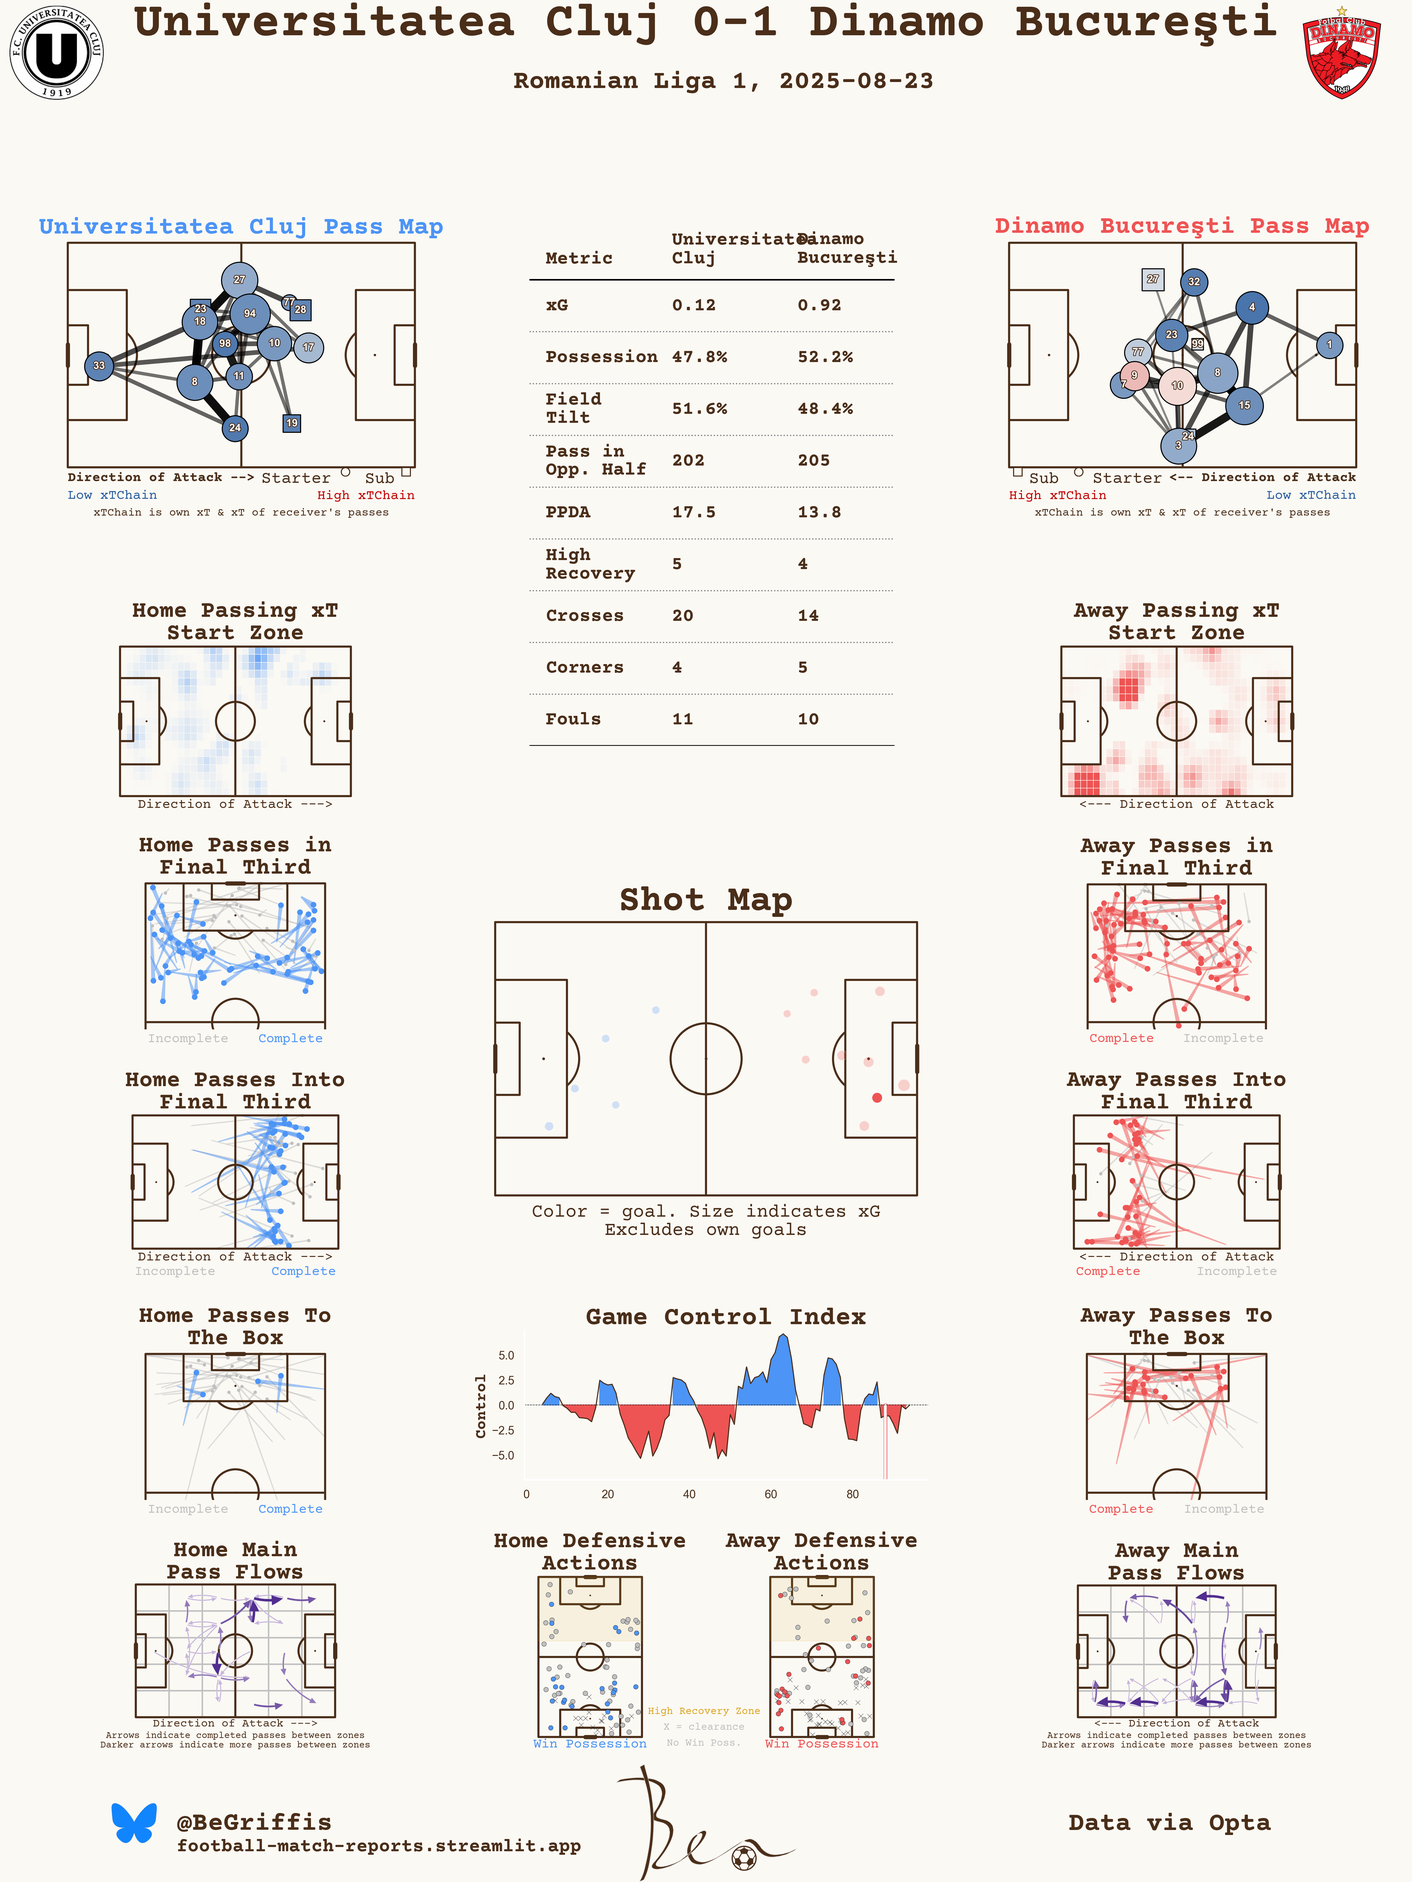 Universitatea Cluj 0-1 Dinamo Bucureşti
Romanian Liga 1, 2025-08-23
F.C. UNIVERSITATEA CLUJ
U
1919
Fotbal Club
DINAMO
BUCUREŞTI
1948
Universitatea Cluj Pass Map
27
23
18
94
77
28
98
10
17
33
8
11
24
19
Direction of Attack --> Starter Sub
Low xTChain High xTChain
xTChain is own xT & xT of receiver's passes
Metric Universitatea Cluj Dinamo Bucureşti
xG 0.12 0.92
Possession 47.8% 52.2%
Field Tilt 51.6% 48.4%
Pass in Opp. Half 202 205
PPDA 17.5 13.8
High Recovery 5 4
Crosses 20 14
Corners 4 5
Fouls 11 10
Dinamo Bucureşti Pass Map
27
32
4
23
99
77
1
9
7
10
8
15
24
3
Sub Starter <-- Direction of Attack
High xTChain Low xTChain
xTChain is own xT & xT of receiver's passes
Home Passing xT
Start Zone
Direction of Attack --->
Away Passing xT
Start Zone
<--- Direction of Attack
Home Passes in
Final Third
Incomplete Complete
Away Passes in
Final Third
Complete Incomplete
Shot Map
Color = goal. Size indicates xG
Excludes own goals
Home Passes Into
Final Third
Direction of Attack --->
Incomplete Complete
Away Passes Into
Final Third
<--- Direction of Attack
Complete Incomplete
Home Passes To
The Box
Incomplete Complete
Game Control Index
Control
5.0
2.5
0.0
−2.5
−5.0
0 20 40 60 80
Away Passes To
The Box
Complete Incomplete
Home Main
Pass Flows
Direction of Attack --->
Arrows indicate completed passes between zones
Darker arrows indicate more passes between zones
Home Defensive
Actions
Win Possession
High Recovery Zone
X = clearance
No Win Poss.
Away Defensive
Actions
Win Possession
Away Main
Pass Flows
<--- Direction of Attack
Arrows indicate completed passes between zones
Darker arrows indicate more passes between zones
@BeGriffis
football-match-reports.streamlit.app
Ben
Data via Opta